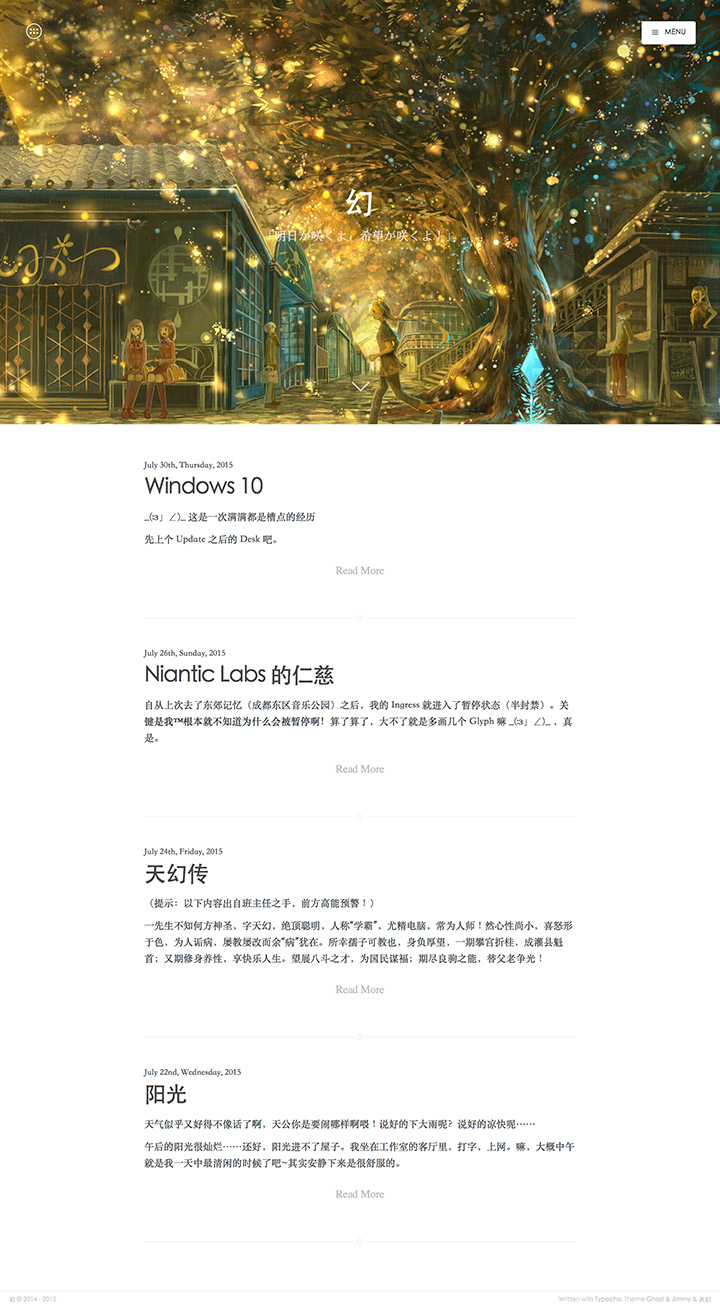 MENU
幻
「明日が咲くよ、希望が咲くよ！」
July 30th, Thursday, 2015
Windows 10
_(:3」∠)_ 这是一次满满都是槽点的经历
先上个 Update 之后的 Desk 吧。
Read More
July 26th, Sunday, 2015
Niantic Labs 的仁慈
自从上次去了东郊记忆（成都东区音乐公园）之后，我的 Ingress 就进入了暂停状态（半封禁）。关
键是我™根本就不知道为什么会被暂停啊！算了算了，大不了就是多画几个 Glyph 嘛 _(:3」∠)_ ，真
是。
Read More
July 24th, Friday, 2015
天幻传
（提示：以下内容出自班主任之手，前方高能预警！）
一先生不知何方神圣，字天幻，绝顶聪明，人称“学霸”，尤精电脑，常为人师！然心性尚小，喜怒形
于色，为人诟病，屡教屡改而余“病”犹在。所幸孺子可教也，身负厚望，一期攀宫折桂，成灌县魁
首；又期修身养性，享快乐人生。望展八斗之才，为国民谋福；期尽良驹之能，替父老争光！
Read More
July 22nd, Wednesday, 2015
阳光
天气似乎又好得不像话了啊，天公你是要闹哪样啊喂！说好的下大雨呢？说好的凉快呢……
午后的阳光很灿烂……还好，阳光进不了屋子。我坐在工作室的客厅里，打字，上网。嘛，大概中午
就是我一天中最清闲的时候了吧~其实安静下来是很舒服的。
Read More
幻 © 2014 - 2015
Written with Typecho. Theme Ghost & Jimmy & 天幻